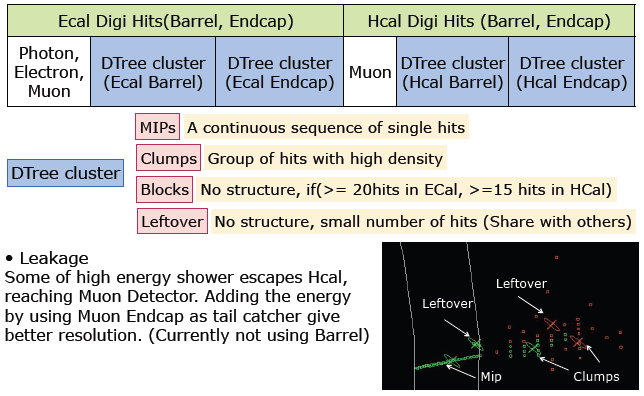 Ecal Digi Hits(Barrel, Endcap)
Hcal Digi Hits (Barrel, Endcap)
Photon,
Electron,
Muon
DTree cluster
(Ecal Barrel)
DTree cluster
(Ecal Endcap)
Muon
DTree cluster
(Hcal Barrel)
DTree cluster
(Hcal Endcap)
DTree cluster
MIPs A continuous sequence of single hits
Clumps Group of hits with high density
Blocks No structure, if(>= 20hits in ECal, >=15 hits in HCal)
Leftover No structure, small number of hits (Share with others)
• Leakage
Some of high energy shower escapes Hcal,
reaching Muon Detector. Adding the energy
by using Muon Endcap as tail catcher give
better resolution. (Currently not using Barrel)
Leftover
Leftover
Mip
Clumps